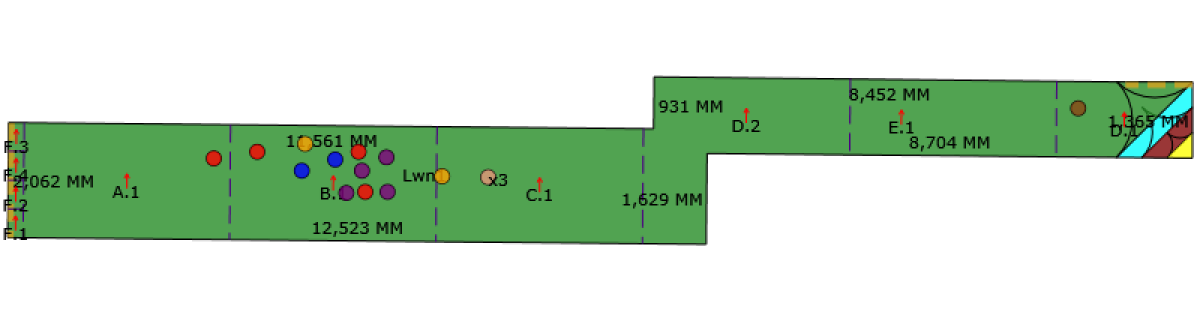 931 MM
8,452 MM
D.2
E.1
1,365 MM
D.1
8,704 MM
11,561 MM
F.3
F.4
2,062 MM
A.1
B.1
Lwn
x3
C.1
1,629 MM
F.2
12,523 MM
F.1